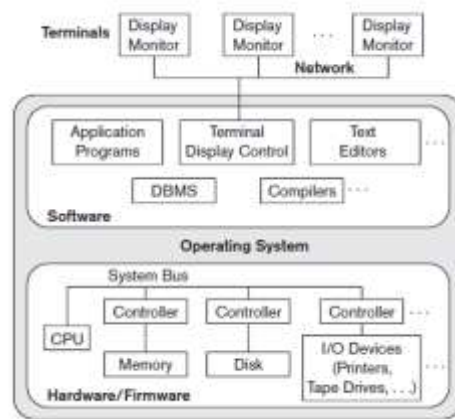 Terminals
Display Monitor
Display Monitor
. . .
Display Monitor
Network
Application Programs
Terminal Display Control
Text Editors
. . .
DBMS
Compilers
. . .
Software
Operating System
System Bus
Controller
Controller
Controller
. . .
CPU
Memory
Disk
I/O Devices
(Printers,
Tape Drives, . . .)
. . .
Hardware/Firmware